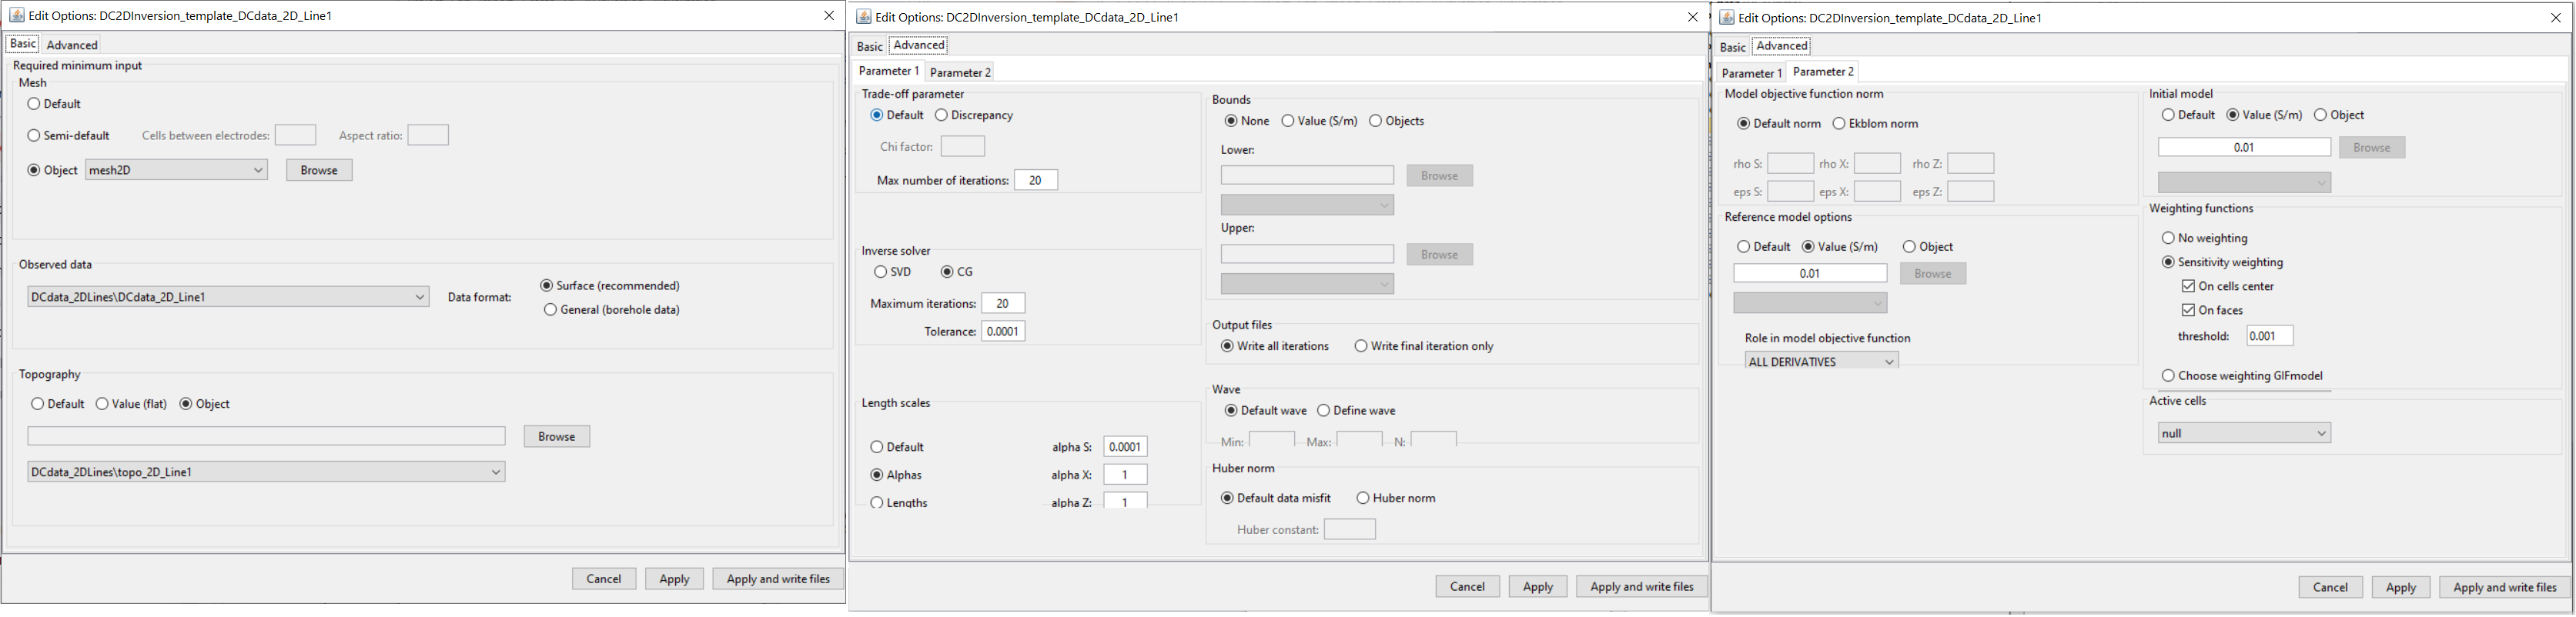 Edit Options: DC2DInversion_template_DCdata_2D_Line1
Basic Advanced
Required minimum input
Mesh
Default
Semi-default Cells between electrodes: Aspect ratio:
Object mesh2D Browse
Observed data
DCdata_2DLines\DCdata_2D_Line1 Data format: Surface (recommended)
General (borehole data)
Topography
Default Value (flat) Object
Browse
DCdata_2DLines\topo_2D_Line1
Cancel Apply Apply and write files
Edit Options: DC2DInversion_template_DCdata_2D_Line1
Basic Advanced
Parameter 1 Parameter 2
Trade-off parameter
Default Discrepancy
Chi factor:
Max number of iterations: 20
Inverse solver
SVD CG
Maximum iterations: 20
Tolerance: 0.0001
Length scales
Default alpha S: 0.0001
Alphas alpha X: 1
Lengths alpha Z: 1
Bounds
None Value (S/m) Objects
Lower:
Browse
Upper:
Browse
Output files
Write all iterations Write final iteration only
Wave
Default wave Define wave
Min: Max: N:
Huber norm
Default data misfit Huber norm
Huber constant:
Cancel Apply Apply and write files
Edit Options: DC2DInversion_template_DCdata_2D_Line1
Basic Advanced
Parameter 1 Parameter 2
Model objective function norm
Default norm Ekblom norm
rho S: rho X: rho Z:
eps S: eps X: eps Z:
Reference model options
Default Value (S/m) Object
0.01 Browse
Role in model objective function
ALL DERIVATIVES
Initial model
Default Value (S/m) Object
0.01 Browse
Weighting functions
No weighting
Sensitivity weighting
On cells center
On faces
threshold: 0.001
Choose weighting GIFmodel
Active cells
null
Cancel Apply Apply and write files